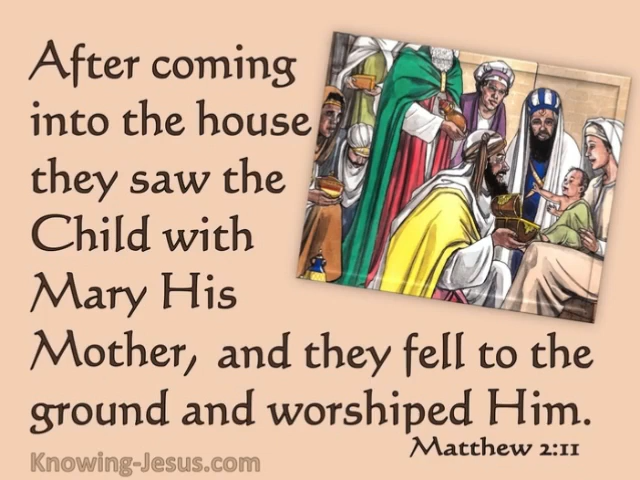 After coming
into the house
they saw the
Child with
Mary His
Mother, and they fell to the
ground and worshiped Him.
Matthew 2:11
Knowing-Jesus.com